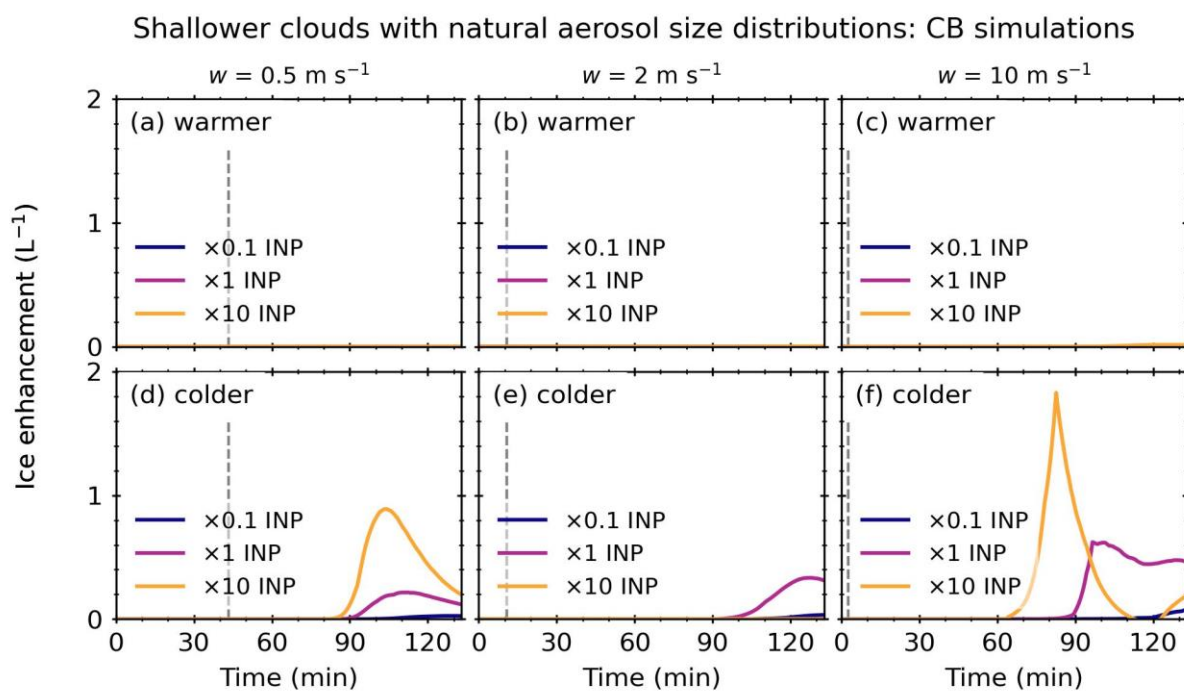 Shallower clouds with natural aerosol size distributions: CB simulations
w = 0.5 m s⁻¹ w = 2 m s⁻¹ w = 10 m s⁻¹
Ice enhancement (L⁻¹)
2
1
0
(a) warmer
×0.1 INP
×1 INP
×10 INP
(b) warmer
×0.1 INP
×1 INP
×10 INP
(c) warmer
×0.1 INP
×1 INP
×10 INP
2
1
0
(d) colder
×0.1 INP
×1 INP
×10 INP
0 30 60 90 120
Time (min)
(e) colder
×0.1 INP
×1 INP
×10 INP
0 30 60 90 120
Time (min)
(f) colder
×0.1 INP
×1 INP
×10 INP
0 30 60 90 120
Time (min)